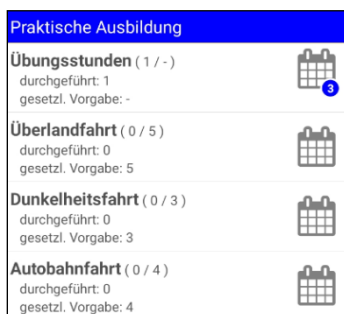 Praktische Ausbildung
Übungsstunden ( 1 / - )
durchgeführt: 1
gesetzl. Vorgabe: -
3
Überlandfahrt ( 0 / 5 )
durchgeführt: 0
gesetzl. Vorgabe: 5
Dunkelheitsfahrt ( 0 / 3 )
durchgeführt: 0
gesetzl. Vorgabe: 3
Autobahnfahrt ( 0 / 4 )
durchgeführt: 0
gesetzl. Vorgabe: 4